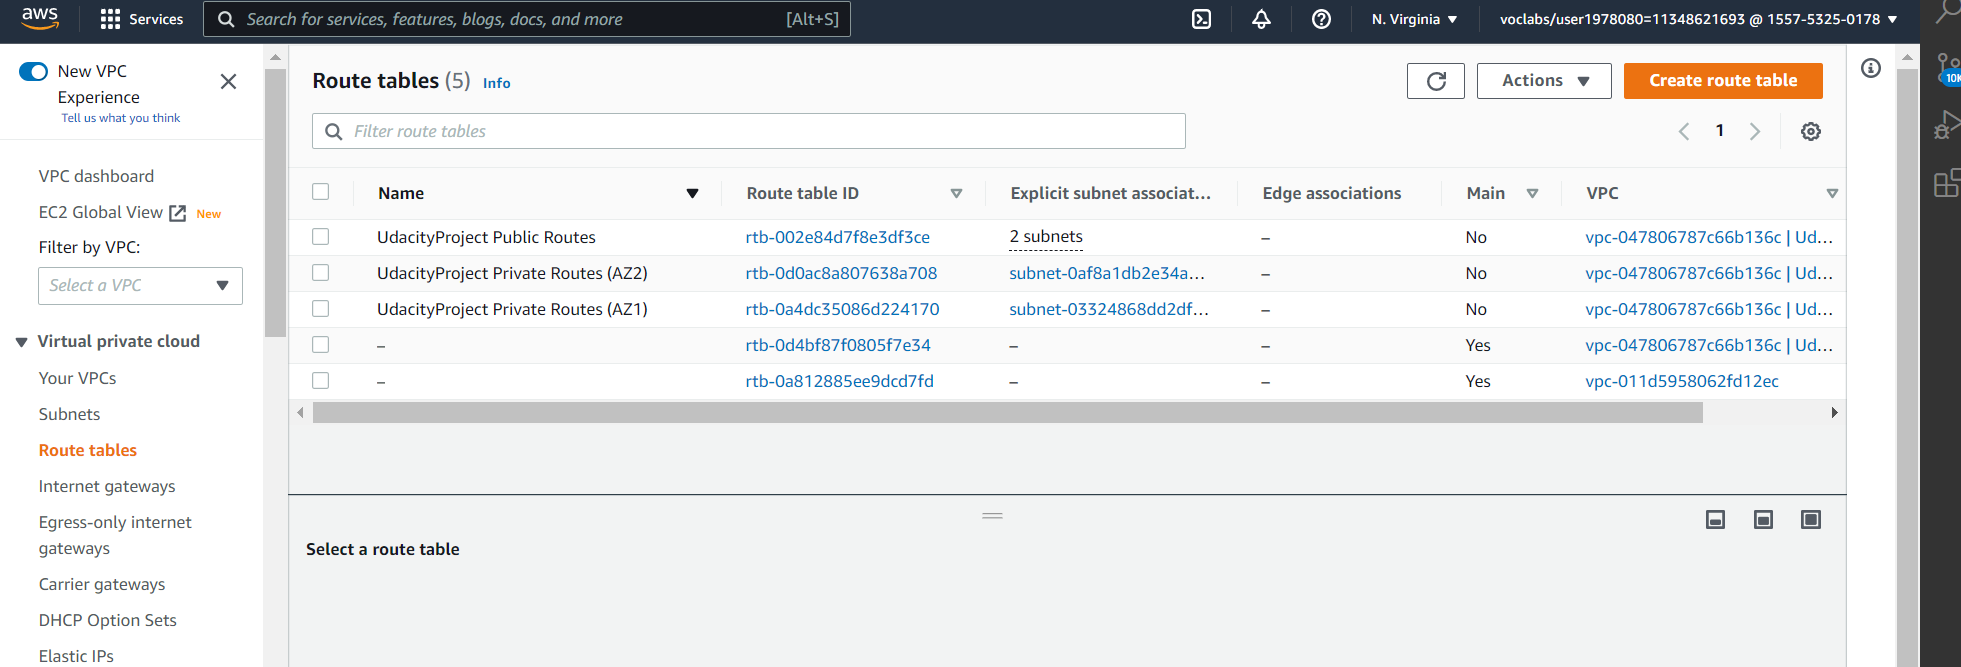 aws
Services
Search for services, features, blogs, docs, and more
[Alt+S]
N. Virginia
voclabs/user1978080=11348621693 @ 1557-5325-0178
New VPC
Experience
Tell us what you think
VPC dashboard
EC2 Global View New
Filter by VPC:
Select a VPC
Virtual private cloud
Your VPCs
Subnets
Route tables
Internet gateways
Egress-only internet
gateways
Carrier gateways
DHCP Option Sets
Elastic IPs
Route tables (5) Info
Actions
Create route table
Filter route tables
1
Name Route table ID Explicit subnet associat... Edge associations Main VPC
UdacityProject Public Routes rtb-002e84d7f8e3df3ce 2 subnets – No vpc-047806787c66b136c | Ud...
UdacityProject Private Routes (AZ2) rtb-0d0ac8a807638a708 subnet-0af8a1db2e34a... – No vpc-047806787c66b136c | Ud...
UdacityProject Private Routes (AZ1) rtb-0a4dc35086d224170 subnet-03324868dd2df... – No vpc-047806787c66b136c | Ud...
– rtb-0d4bf87f0805f7e34 – – Yes vpc-047806787c66b136c | Ud...
– rtb-0a812885ee9dcd7fd – – Yes vpc-011d5958062fd12ec
Select a route table
10K